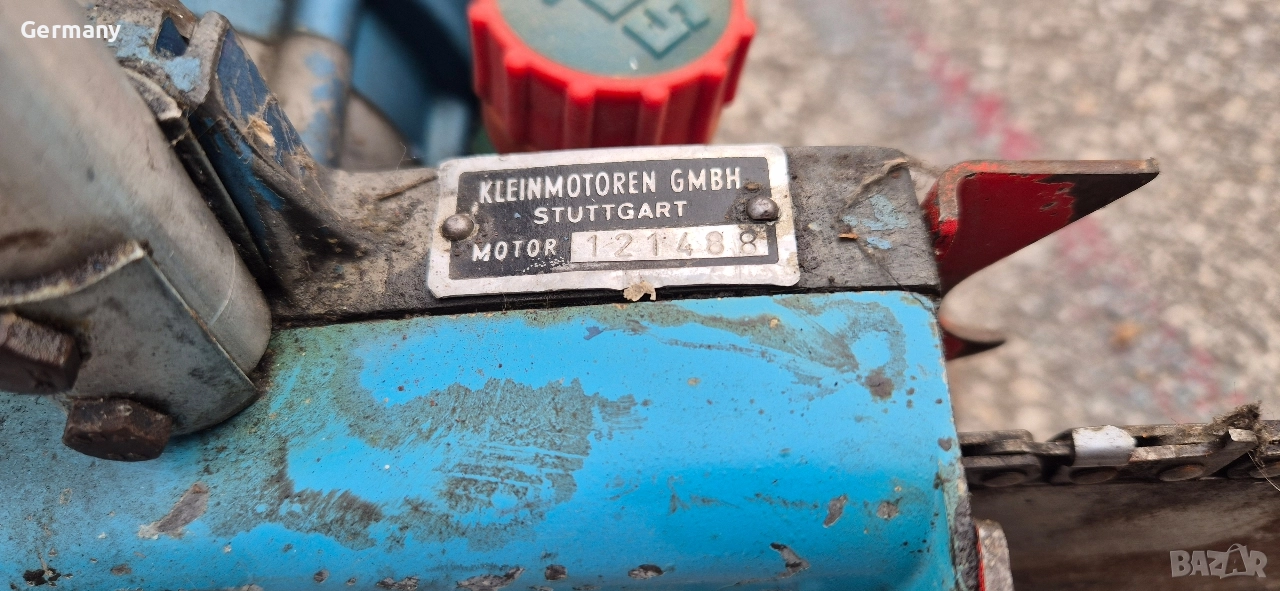 Germany
KLEINMOTOREN GMBH
STUTTGART
MOTOR 121488
BAZAR